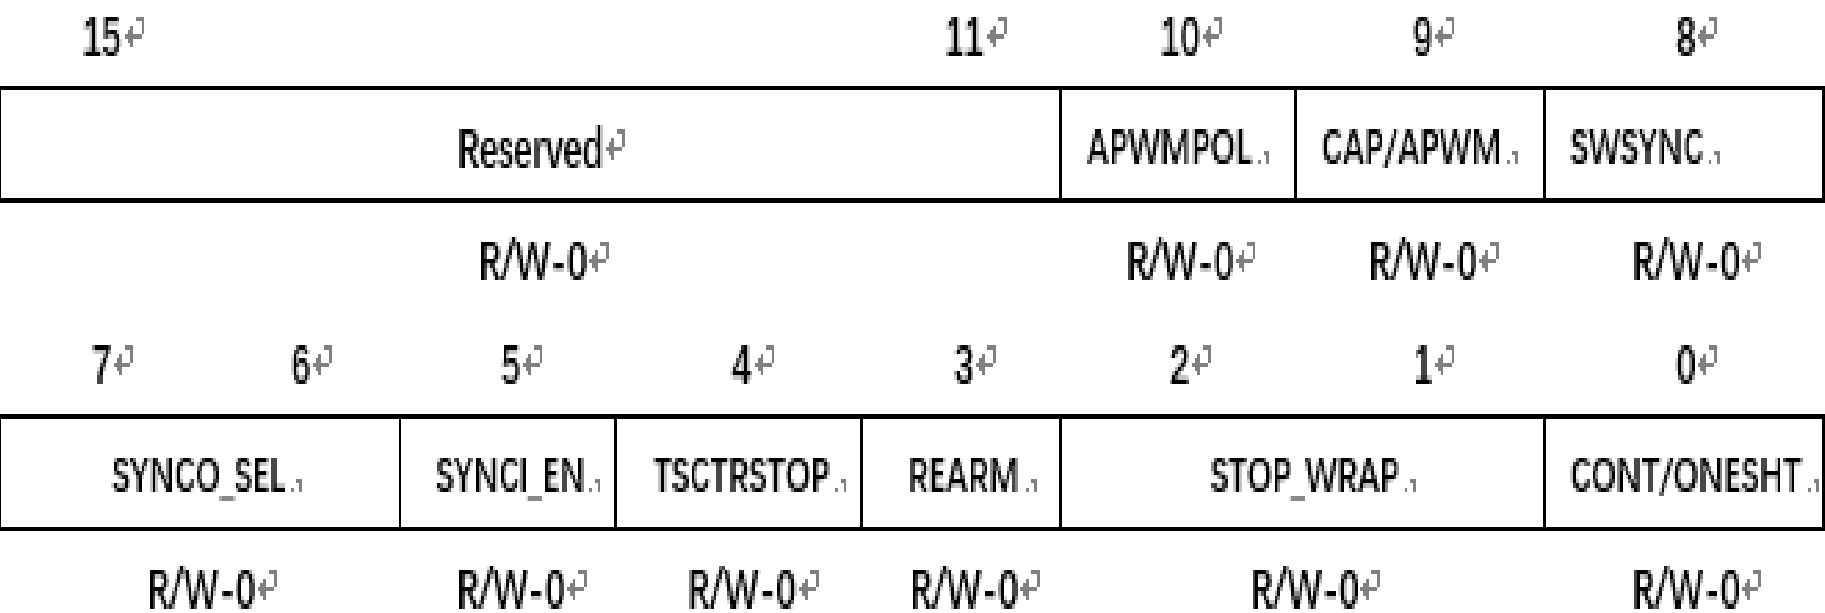 15 11 10 9 8
Reserved APWMPOL CAP/APWM SWSYNC
R/W-0 R/W-0 R/W-0 R/W-0
7 6 5 4 3 2 1 0
SYNCO_SEL SYNCI_EN TSCTRSTOP REARM STOP_WRAP CONT/ONESHT
R/W-0 R/W-0 R/W-0 R/W-0 R/W-0 R/W-0